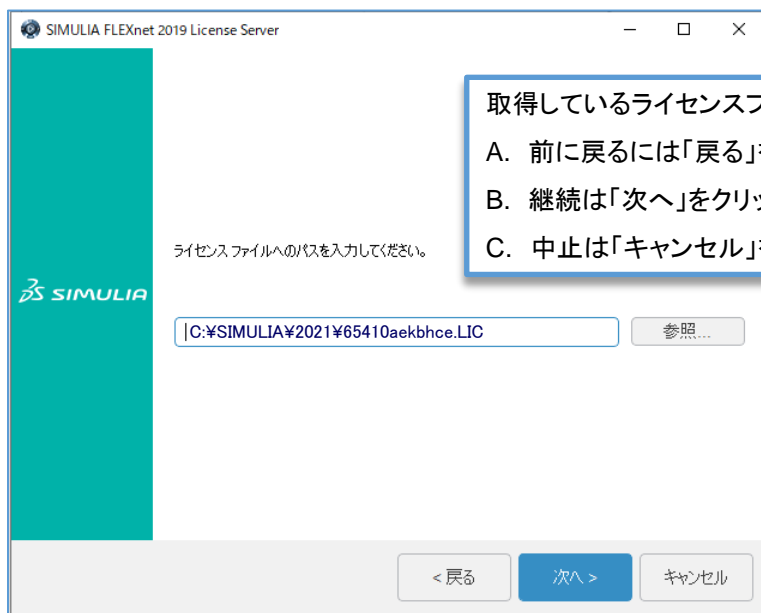 SIMULIA FLEXnet 2019 License Server
取得しているライセンスフ
A. 前に戻るには「戻る」
B. 継続は「次へ」をクリッ
C. 中止は「キャンセル」
ライセンス ファイルへのパスを入力してください。
SIMULIA
C:¥SIMULIA¥2021¥65410aekbhce.LIC
参照...
< 戻る
次へ >
キャンセル